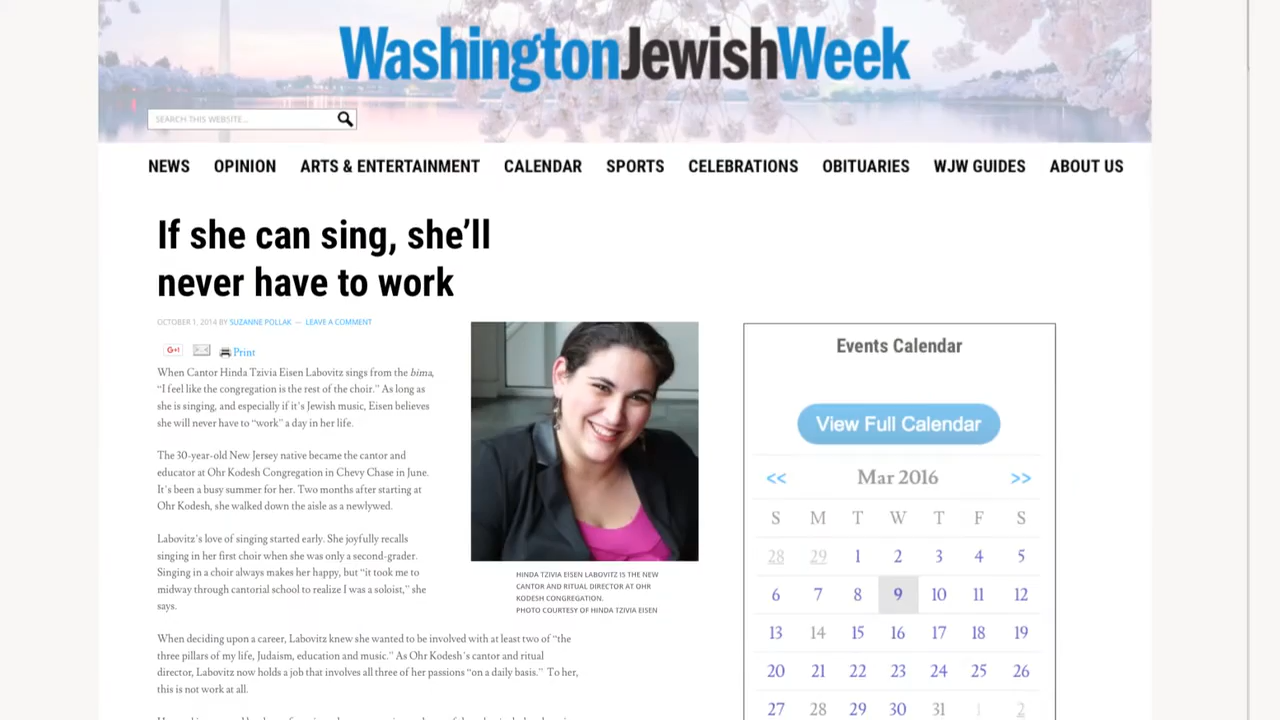 WashingtonJewishWeek
SEARCH THIS WEBSITE...
NEWS OPINION ARTS & ENTERTAINMENT CALENDAR SPORTS CELEBRATIONS OBITUARIES WJW GUIDES ABOUT US
If she can sing, she’ll
never have to work
OCTOBER 1, 2014 BY SUZANNE POLLAK — LEAVE A COMMENT
G+1 Print
When Cantor Hinda Tzivia Eisen Labovitz sings from the bima,
“I feel like the congregation is the rest of the choir.” As long as
she is singing, and especially if it’s Jewish music, Eisen believes
she will never have to “work” a day in her life.
The 30-year-old New Jersey native became the cantor and
educator at Ohr Kodesh Congregation in Chevy Chase in June.
It’s been a busy summer for her. Two months after starting at
Ohr Kodesh, she walked down the aisle as a newlywed.
Labovitz’s love of singing started early. She joyfully recalls
singing in her first choir when she was only a second-grader.
Singing in a choir always makes her happy, but “it took me to
midway through cantorial school to realize I was a soloist,” she
says.
HINDA TZIVIA EISEN LABOVITZ IS THE NEW
CANTOR AND RITUAL DIRECTOR AT OHR
KODESH CONGREGATION.
PHOTO COURTESY OF HINDA TZIVIA EISEN
When deciding upon a career, Labovitz knew she wanted to be involved with at least two of “the
three pillars of my life, Judaism, education and music.” As Ohr Kodesh’s cantor and ritual
director, Labovitz now holds a job that involves all three of her passions “on a daily basis.” To her,
this is not work at all.
Events Calendar
View Full Calendar
<< Mar 2016 >>
S M T W T F S
28 29 1 2 3 4 5
6 7 8 9 10 11 12
13 14 15 16 17 18 19
20 21 22 23 24 25 26
27 28 29 30 31 1 2